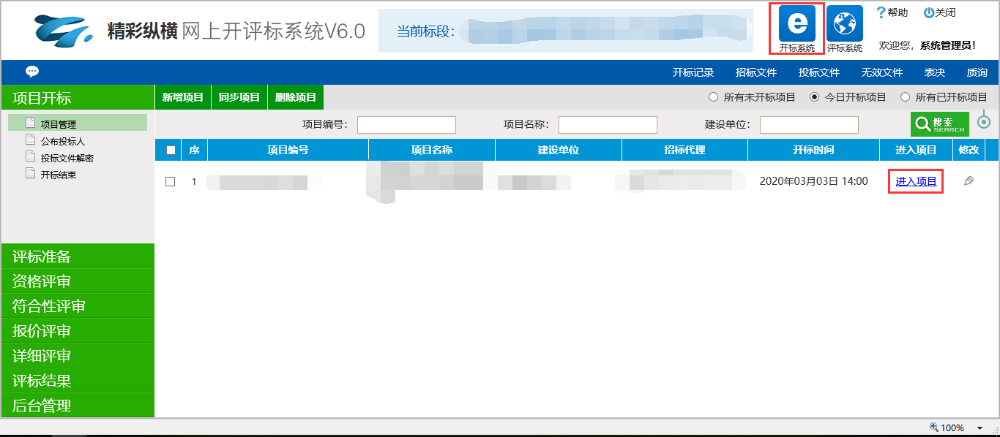 精彩纵横 网上开评标系统V6.0
当前标段：
开标系统
评标系统
帮助
关闭
欢迎您，系统管理员！
开标记录 招标文件 投标文件 无效文件 表决 质询
项目开标
项目管理
公布投标人
投标文件解密
开标结束
评标准备
资格评审
符合性评审
报价评审
详细评审
评标结果
后台管理
新增项目 同步项目 删除项目
所有未开标项目 今日开标项目 所有已开标项目
项目编号： 项目名称： 建设单位： 搜索 SEARCH
序 项目编号 项目名称 建设单位 招标代理 开标时间 进入项目 修改
1 2020年03月03日 14:00 进入项目
100%